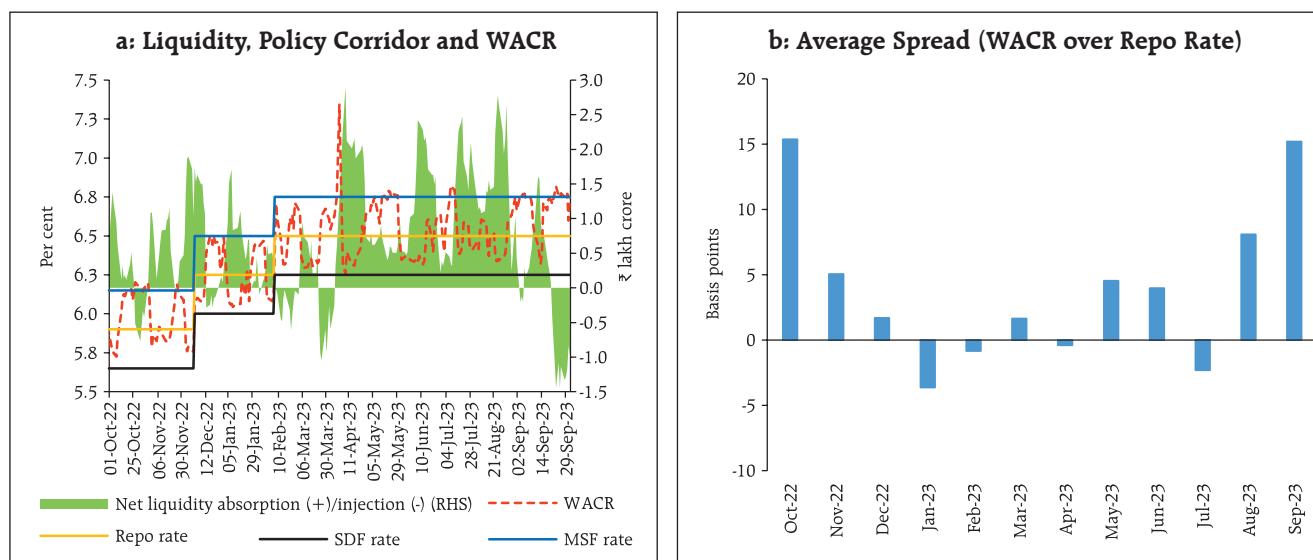 a: Liquidity, Policy Corridor and WACR
Per cent
7.5
7.3
7.0
6.8
6.5
6.3
6.0
5.8
5.5
3.0
2.5
2.0
1.5
1.0
0.5
0.0
-0.5
-1.0
-1.5
₹ lakh crore
01-Oct-22
25-Oct-22
06-Nov-22
30-Nov-22
12-Dec-22
05-Jan-23
29-Jan-23
10-Feb-23
06-Mar-23
30-Mar-23
11-Apr-23
05-May-23
29-May-23
10-Jun-23
04-Jul-23
28-Jul-23
21-Aug-23
02-Sep-23
14-Sep-23
29-Sep-23
Net liquidity absorption (+)/injection (-) (RHS)
WACR
Repo rate
SDF rate
MSF rate
b: Average Spread (WACR over Repo Rate)
Basis points
20
15
10
5
0
-5
-10
Oct-22
Nov-22
Dec-22
Jan-23
Feb-23
Mar-23
Apr-23
May-23
Jun-23
Jul-23
Aug-23
Sep-23